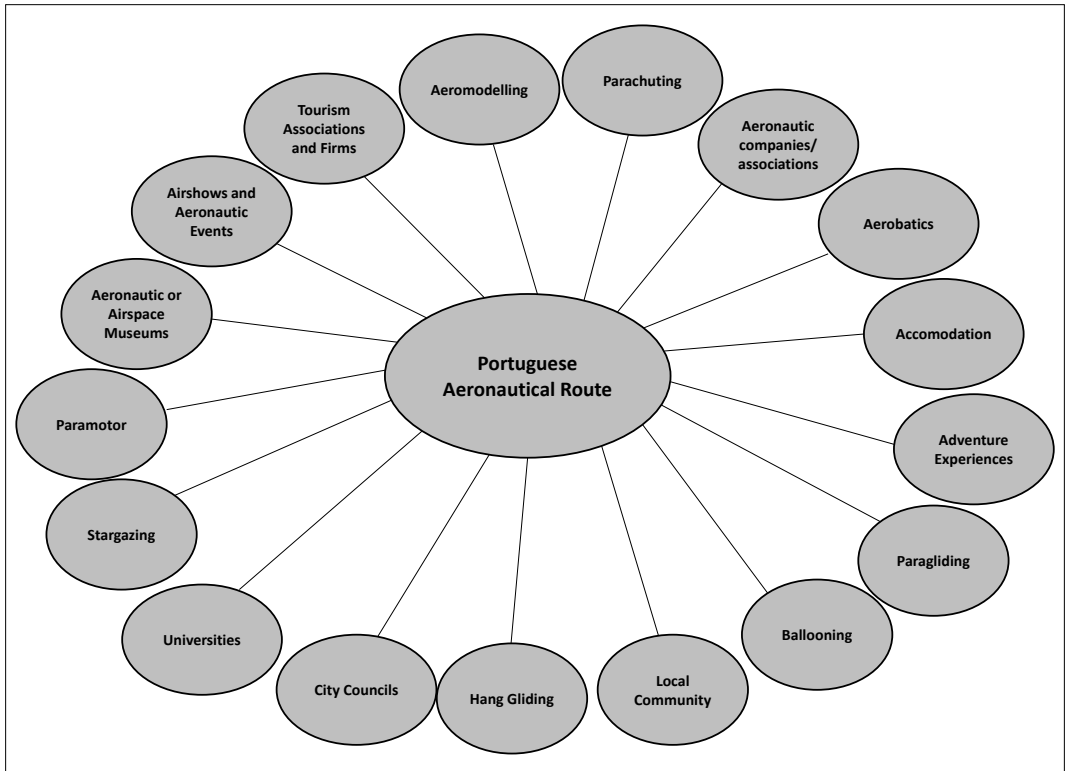 Aeromodelling
Parachuting
Tourism
Associations
and Firms
Aeronautic
companies/
associations
Airshows and
Aeronautic
Events
Aerobatics
Aeronautic or
Airspace
Museums
Accomodation
Portuguese
Aeronautical Route
Paramotor
Adventure
Experiences
Stargazing
Paragliding
Universities
Ballooning
City Councils
Hang Gliding
Local
Community